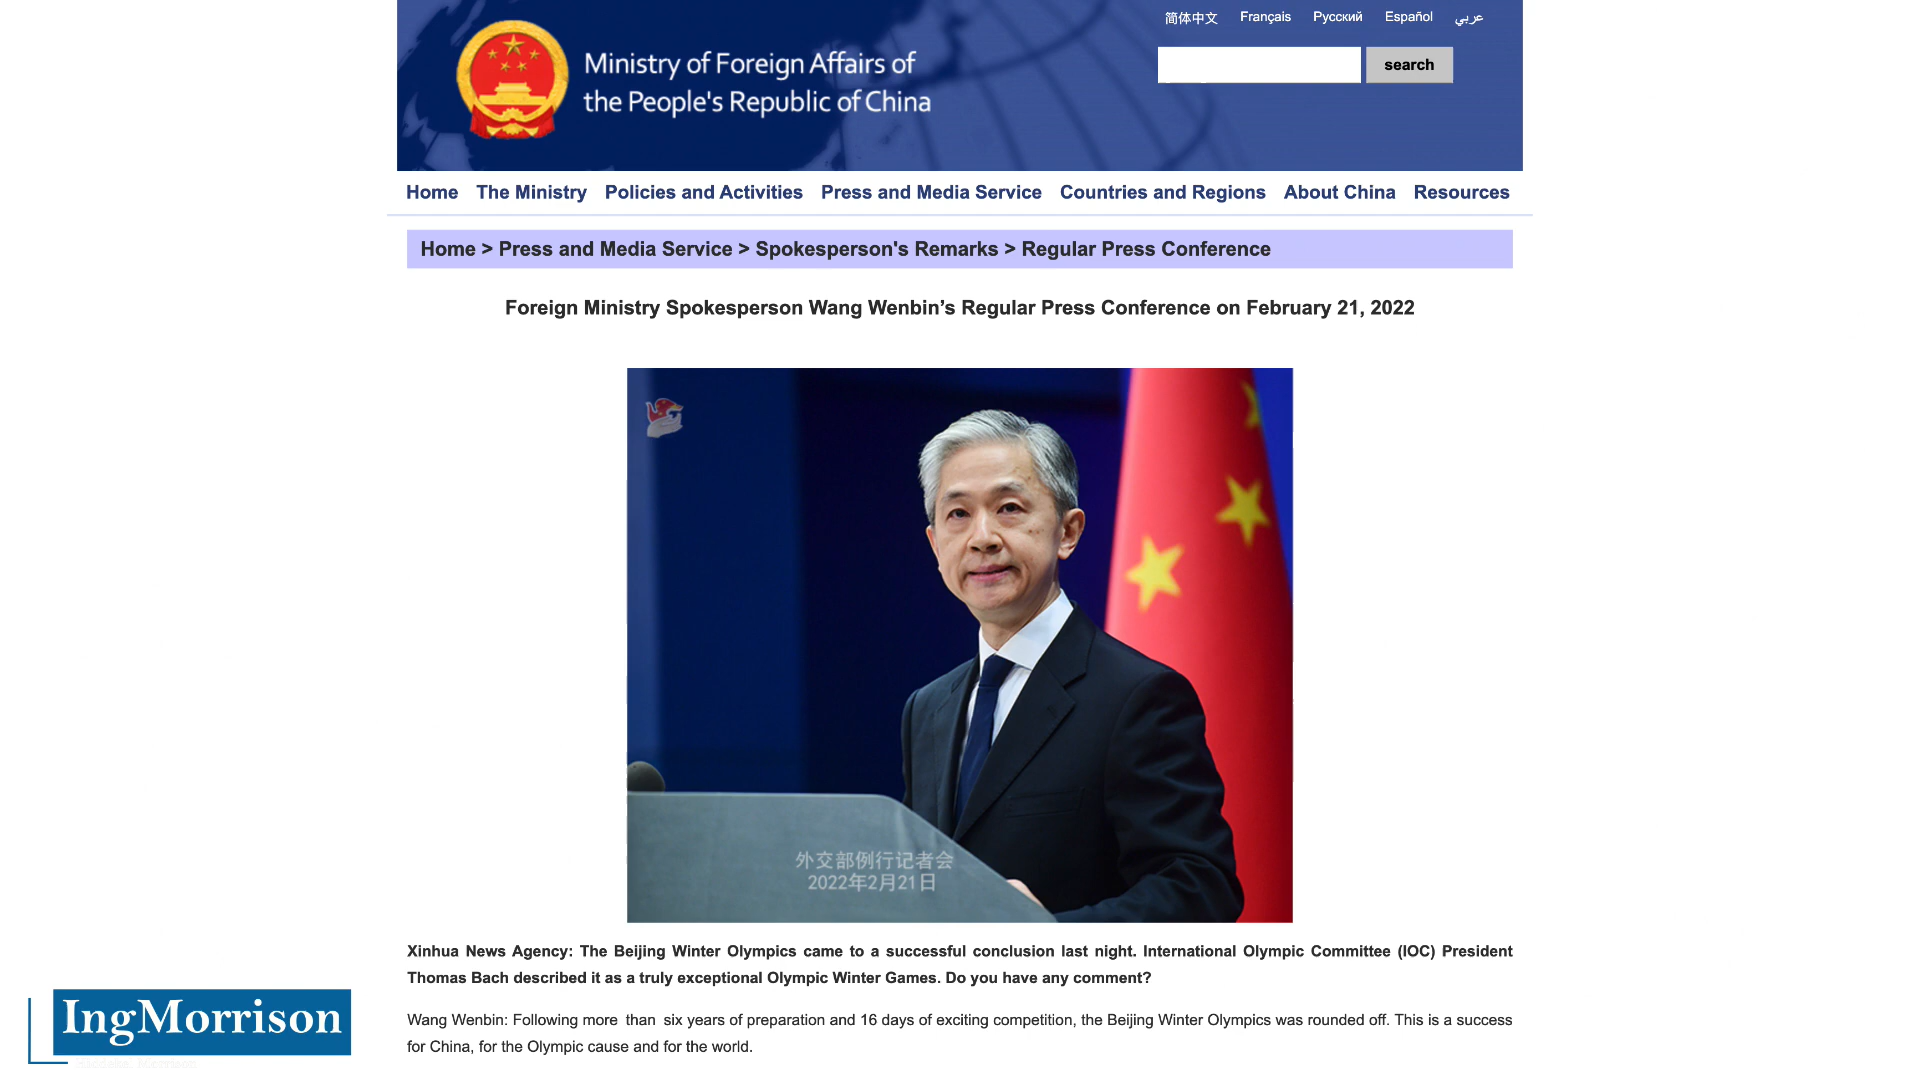 简体中文 Français Русский Español عربي
Ministry of Foreign Affairs of
the People's Republic of China
search
Home The Ministry Policies and Activities Press and Media Service Countries and Regions About China Resources
Home > Press and Media Service > Spokesperson's Remarks > Regular Press Conference
Foreign Ministry Spokesperson Wang Wenbin’s Regular Press Conference on February 21, 2022
外交部例行记者会
2022年2月21日
Xinhua News Agency: The Beijing Winter Olympics came to a successful conclusion last night. International Olympic Committee (IOC) President
Thomas Bach described it as a truly exceptional Olympic Winter Games. Do you have any comment?
Wang Wenbin: Following more than six years of preparation and 16 days of exciting competition, the Beijing Winter Olympics was rounded off. This is a success
for China, for the Olympic cause and for the world.
IngMorrison